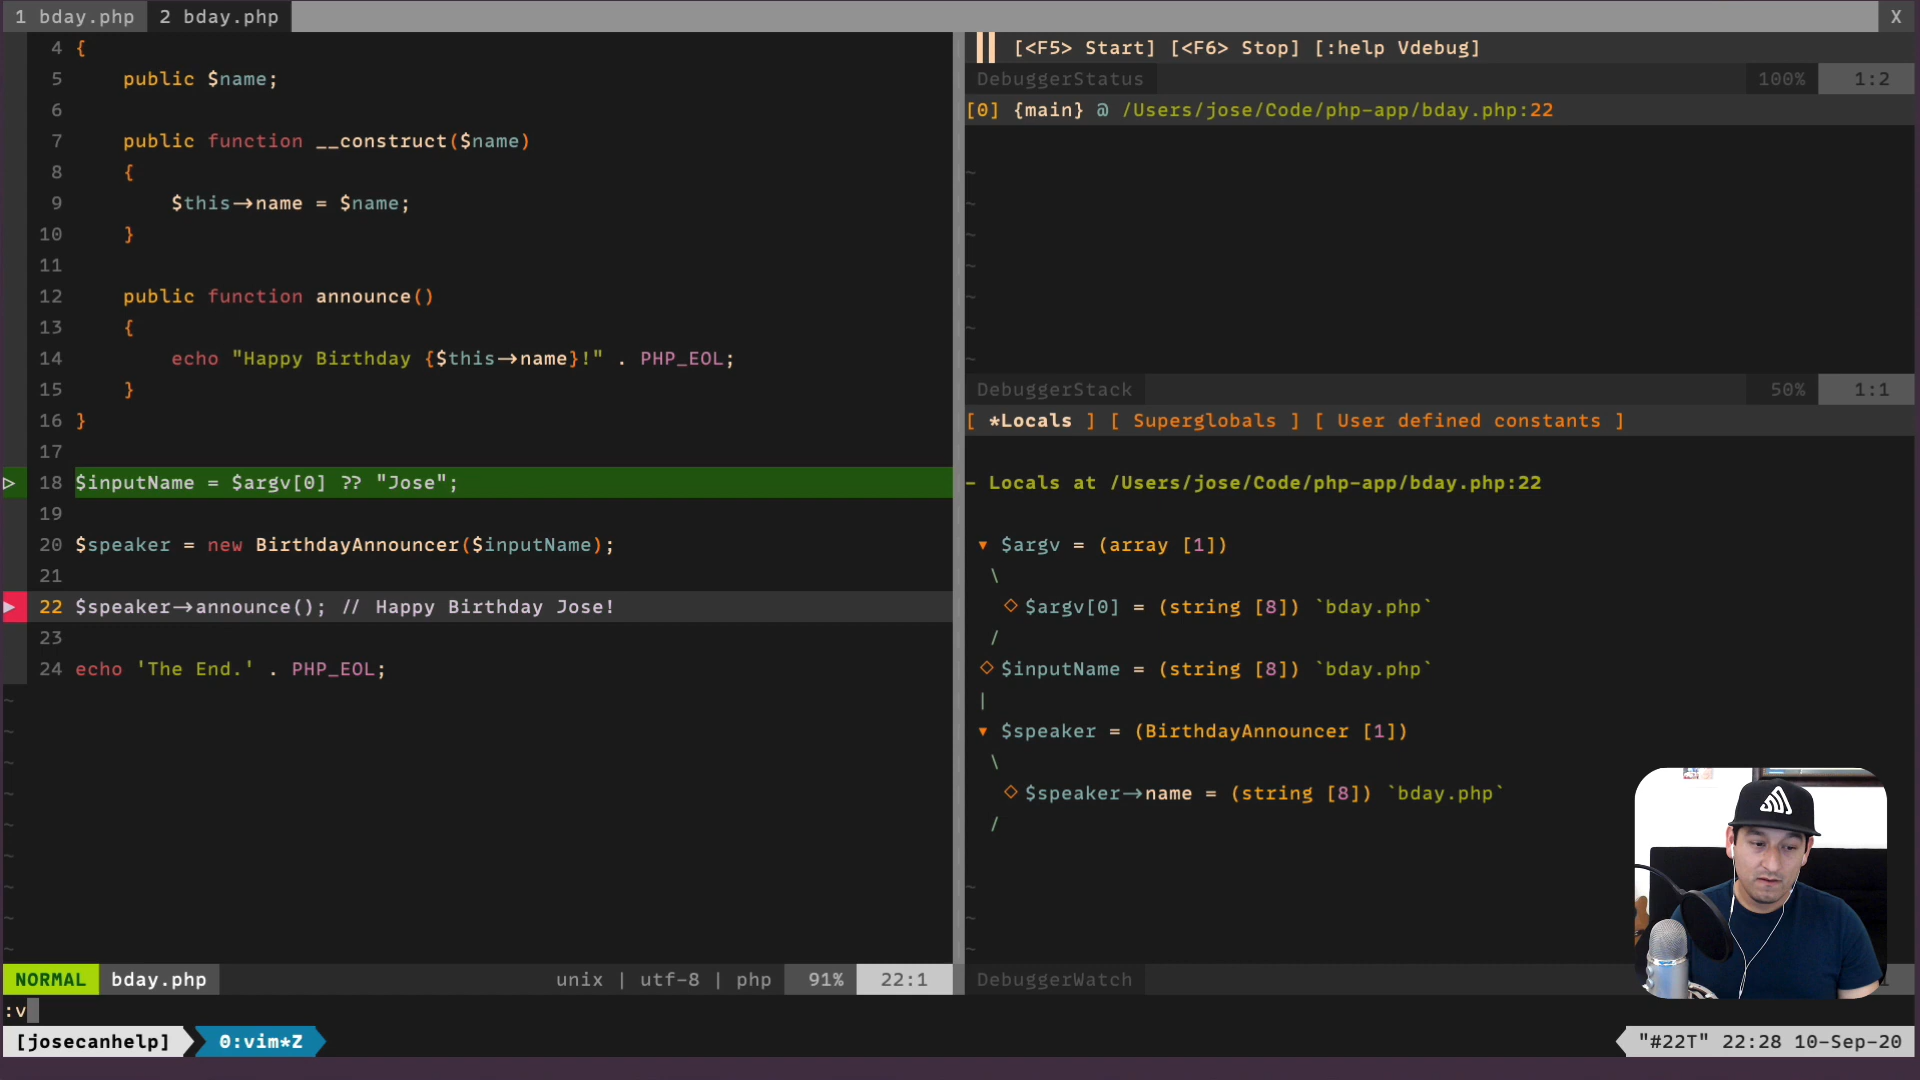 1 bday.php 2 bday.php X
4 {
5 public $name;
6
7 public function __construct($name)
8 {
9 $this->name = $name;
10 }
11
12 public function announce()
13 {
14 echo "Happy Birthday {$this->name}!" . PHP_EOL;
15 }
16 }
17
18 $inputName = $argv[0] ?? "Jose";
19
20 $speaker = new BirthdayAnnouncer($inputName);
21
22 $speaker->announce(); // Happy Birthday Jose!
23
24 echo 'The End.' . PHP_EOL;
~
~
~
~
~
~
~
~
~
NORMAL bday.php unix | utf-8 | php 91% 22:1
[<F5> Start] [<F6> Stop] [:help Vdebug]
DebuggerStatus 100% 1:2
[0] {main} @ /Users/jose/Code/php-app/bday.php:22
~
~
~
~
~
~
~
DebuggerStack 50% 1:1
[ *Locals ] [ Superglobals ] [ User defined constants ]
- Locals at /Users/jose/Code/php-app/bday.php:22
▾ $argv = (array [1])
\
◇ $argv[0] = (string [8]) `bday.php`
/
◇ $inputName = (string [8]) `bday.php`
|
▾ $speaker = (BirthdayAnnouncer [1])
\
◇ $speaker->name = (string [8]) `bday.php`
/
~
~
~
DebuggerWatch
:v
[josecanhelp] 0:vim*Z "#22T" 22:28 10-Sep-20